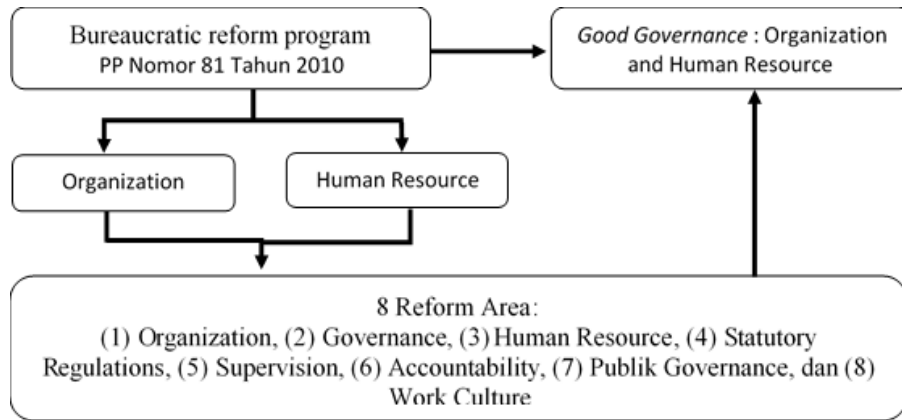 Bureaucratic reform program
PP Nomor 81 Tahun 2010
Good Governance : Organization
and Human Resource
Organization
Human Resource
8 Reform Area:
(1) Organization, (2) Governance, (3) Human Resource, (4) Statutory
Regulations, (5) Supervision, (6) Accountability, (7) Publik Governance, dan (8)
Work Culture